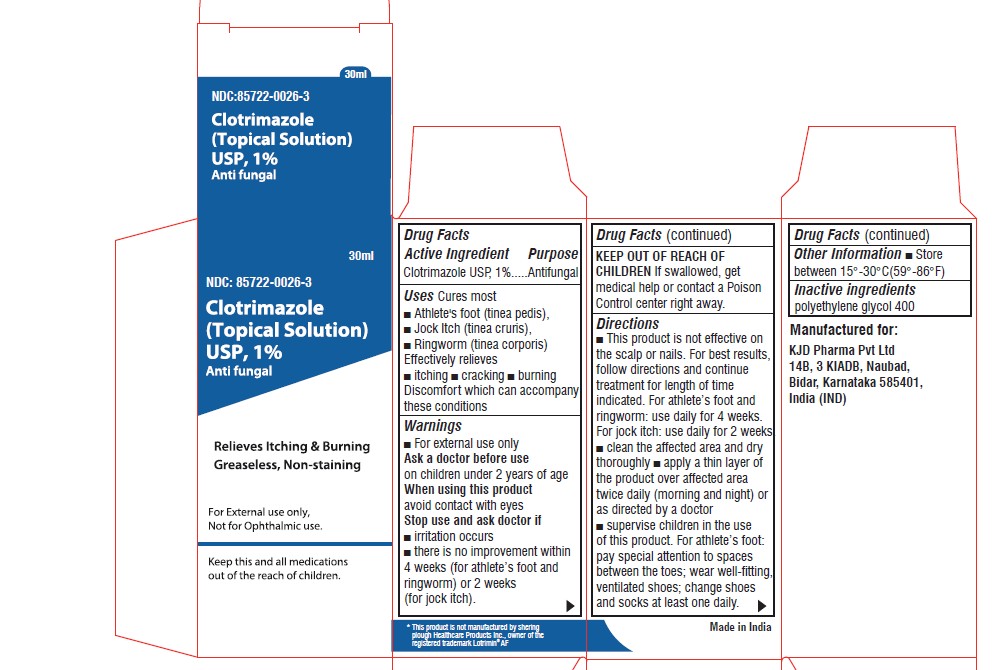 30ml
NDC:85722-0026-3
Clotrimazole
(Topical Solution)
USP, 1%
Anti fungal
30ml
NDC: 85722-0026-3
Clotrimazole
(Topical Solution)
USP, 1%
Anti fungal
Relieves Itching & Burning
Greaseless, Non-staining
For External use only,
Not for Ophthalmic use.
Keep this and all medications
out of the reach of children.
Drug Facts
Active Ingredient Purpose
Clotrimazole USP, 1%.....Antifungal
Uses Cures most
■ Athlete's foot (tinea pedis),
■ Jock Itch (tinea cruris),
■ Ringworm (tinea corporis)
Effectively relieves
■ itching ■ cracking ■ burning
Discomfort which can accompany
these conditions
Warnings
■ For external use only
Ask a doctor before use
on children under 2 years of age
When using this product
avoid contact with eyes
Stop use and ask doctor if
■ irritation occurs
■ there is no improvement within
4 weeks (for athlete's foot and
ringworm) or 2 weeks
(for jock itch).
* This product is not manufactured by shering
plough Healthcare Products Inc., owner of the
registered trademark Lotrimin® AF
Drug Facts (continued)
KEEP OUT OF REACH OF
CHILDREN If swallowed, get
medical help or contact a Poison
Control center right away.
Directions
■ This product is not effective on
the scalp or nails. For best results,
follow directions and continue
treatment for length of time
indicated. For athlete's foot and
ringworm: use daily for 4 weeks.
For jock itch: use daily for 2 weeks
■ clean the affected area and dry
thoroughly ■ apply a thin layer of
the product over affected area
twice daily (morning and night) or
as directed by a doctor
■ supervise children in the use
of this product. For athlete's foot:
pay special attention to spaces
between the toes; wear well-fitting,
ventilated shoes; change shoes
and socks at least one daily.
Made in India
Drug Facts (continued)
Other Information ■ Store
between 15°-30°C(59°-86°F)
Inactive ingredients
polyethylene glycol 400
Manufactured for:
KJD Pharma Pvt Ltd
14B, 3 KIADB, Naubad,
Bidar, Karnataka 585401,
India (IND)